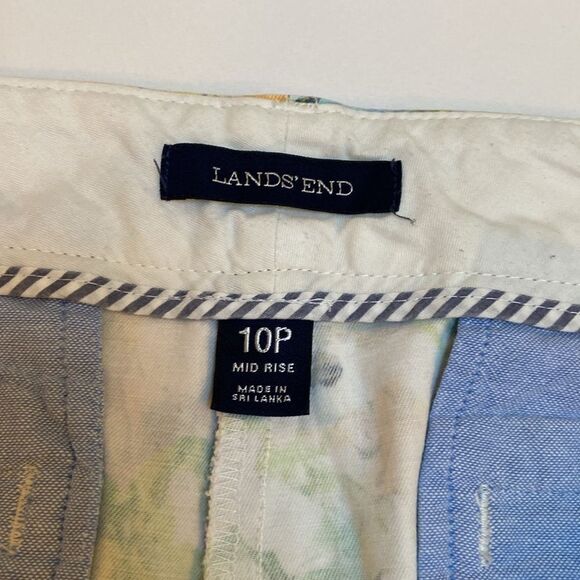 LANDS' END
10P
MID RISE
MADE IN
SRI LANKA